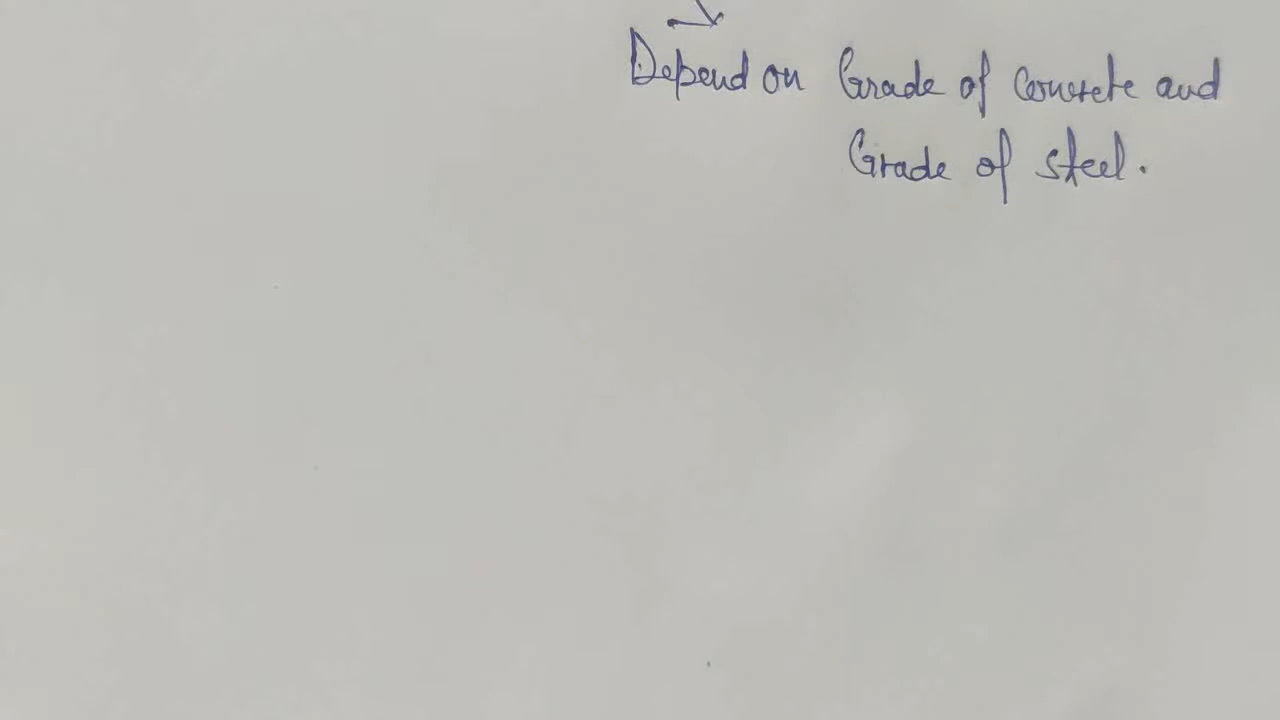 Depend on Grade of concrete and
Grade of steel.